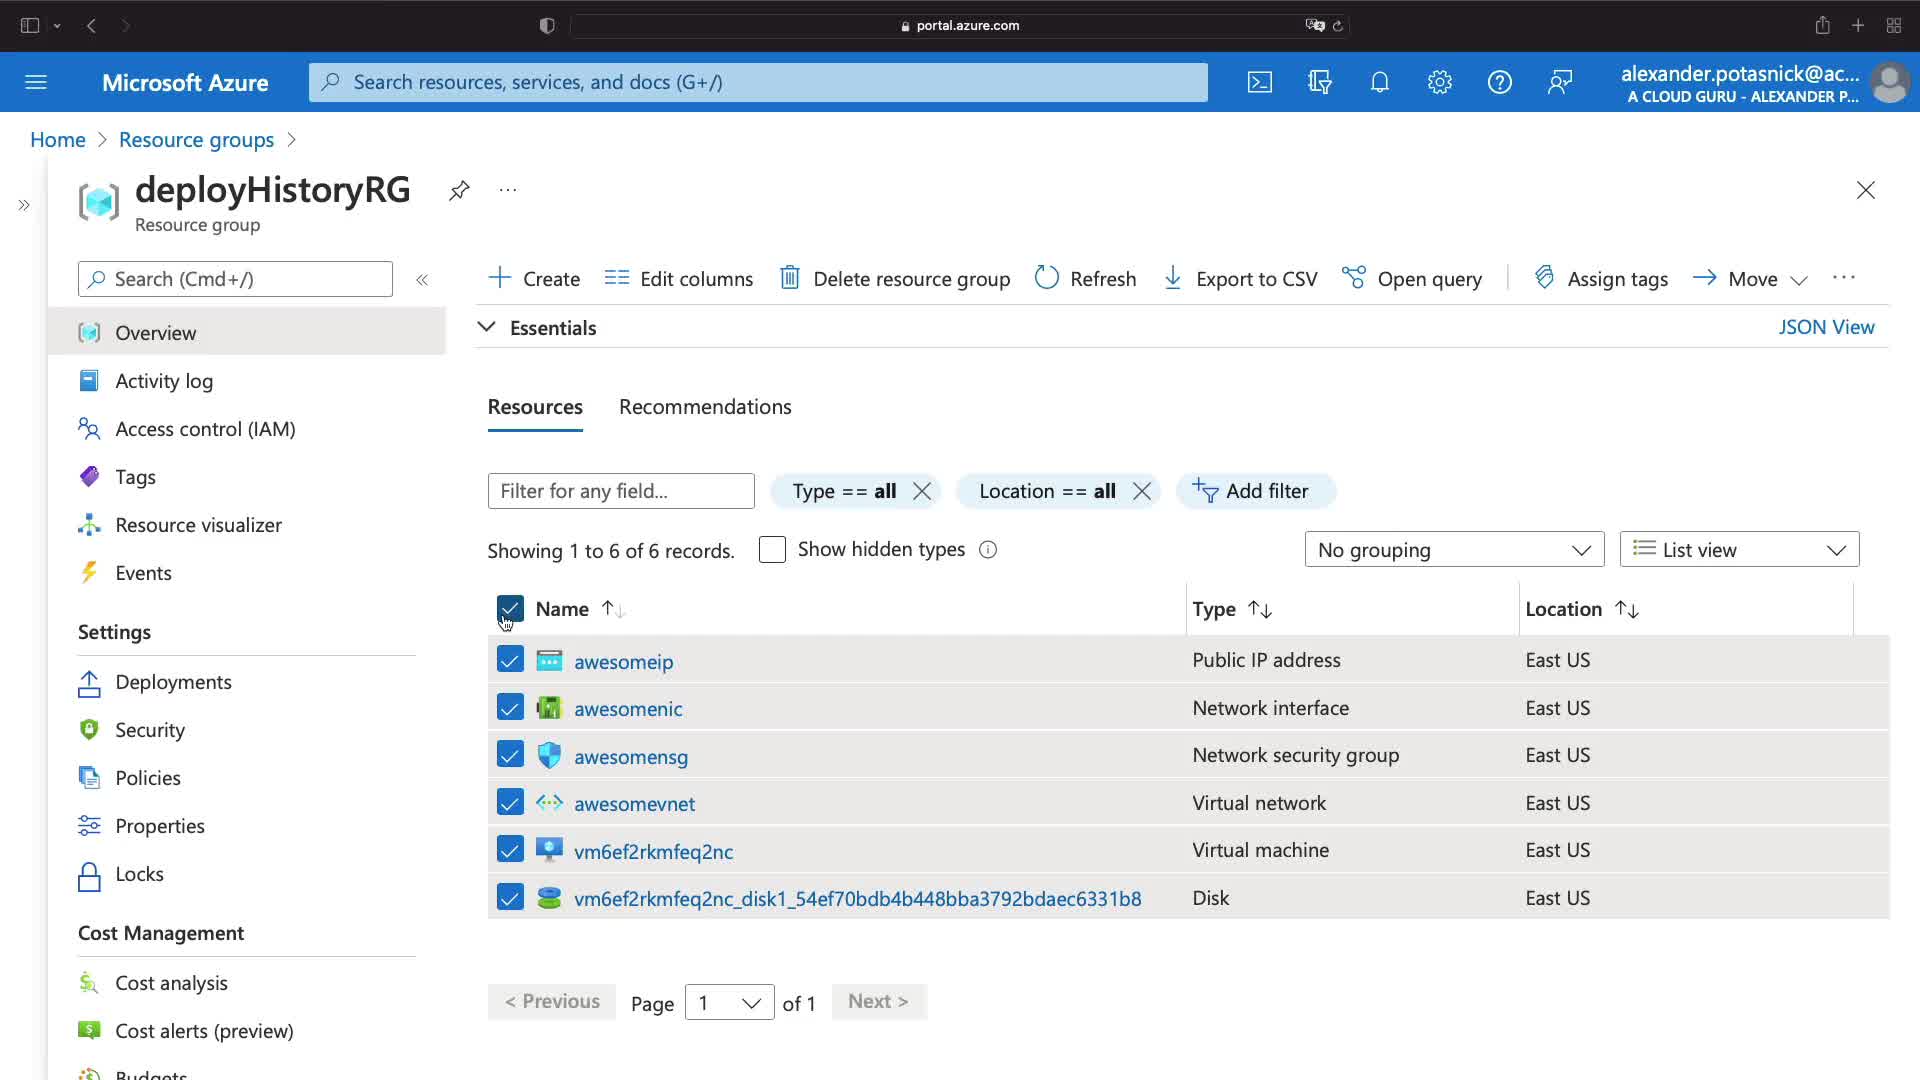 portal.azure.com
Microsoft Azure
Search resources, services, and docs (G+/)
alexander.potasnick@ac...
A CLOUD GURU - ALEXANDER P...
Home
Resource groups
deployHistoryRG
...
Resource group
Search (Cmd+/)
Create
Edit columns
Delete resource group
Refresh
Export to CSV
Open query
Assign tags
Move
...
Overview
Essentials
JSON View
Activity log
Access control (IAM)
Tags
Resource visualizer
Events
Settings
Deployments
Security
Policies
Properties
Locks
Cost Management
Cost analysis
Cost alerts (preview)
Budgets
Resources
Recommendations
Filter for any field...
Type == all
Location == all
Add filter
Showing 1 to 6 of 6 records.
Show hidden types
No grouping
List view
Name
Type
Location
awesomeip
Public IP address
East US
awesomenic
Network interface
East US
awesomensg
Network security group
East US
awesomevnet
Virtual network
East US
vm6ef2rkmfeq2nc
Virtual machine
East US
vm6ef2rkmfeq2nc_disk1_54ef70bdb4b448bba3792bdaec6331b8
Disk
East US
< Previous
Page
1
of 1
Next >